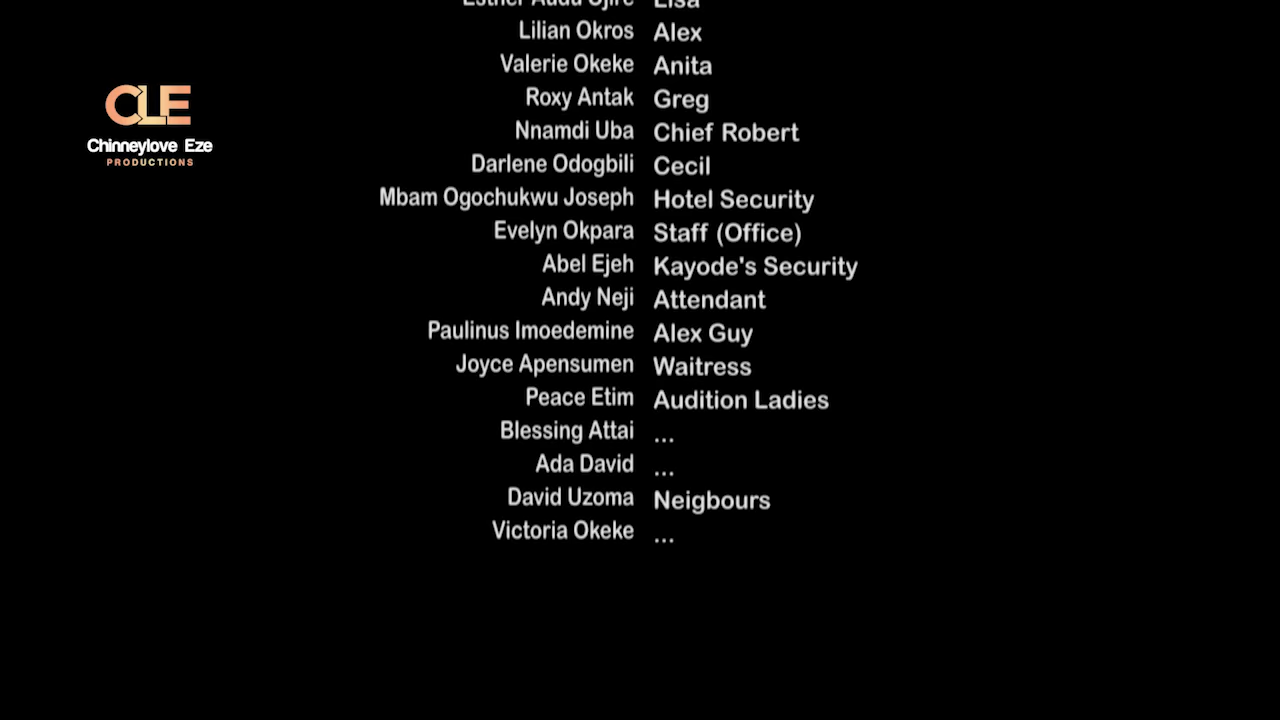 Lisa
Lilian Okros Alex
Valerie Okeke Anita
Roxy Antak Greg
Nnamdi Uba Chief Robert
Darlene Odogbili Cecil
Mbam Ogochukwu Joseph Hotel Security
Evelyn Okpara Staff (Office)
Abel Ejeh Kayode's Security
Andy Neji Attendant
Paulinus Imoedemine Alex Guy
Joyce Apensumen Waitress
Peace Etim Audition Ladies
Blessing Attai ...
Ada David ...
David Uzoma Neigbours
Victoria Okeke ...
CLE
Chinneylove Eze
PRODUCTIONS